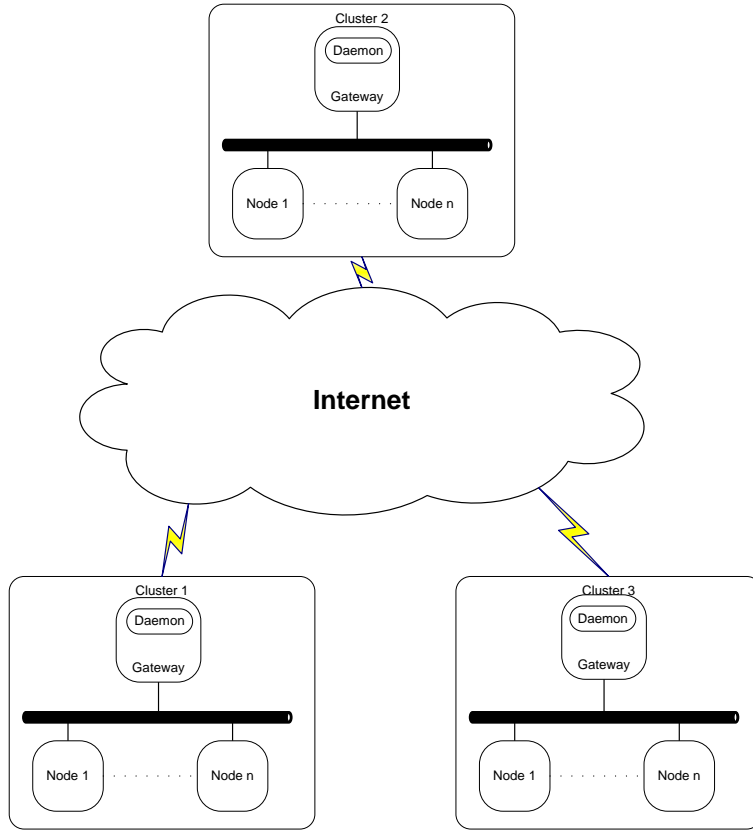 Cluster 2
Daemon
Gateway
Node 1
Node n
Internet
Cluster 1
Daemon
Gateway
Node 1
Node n
Cluster 3
Daemon
Gateway
Node 1
Node n